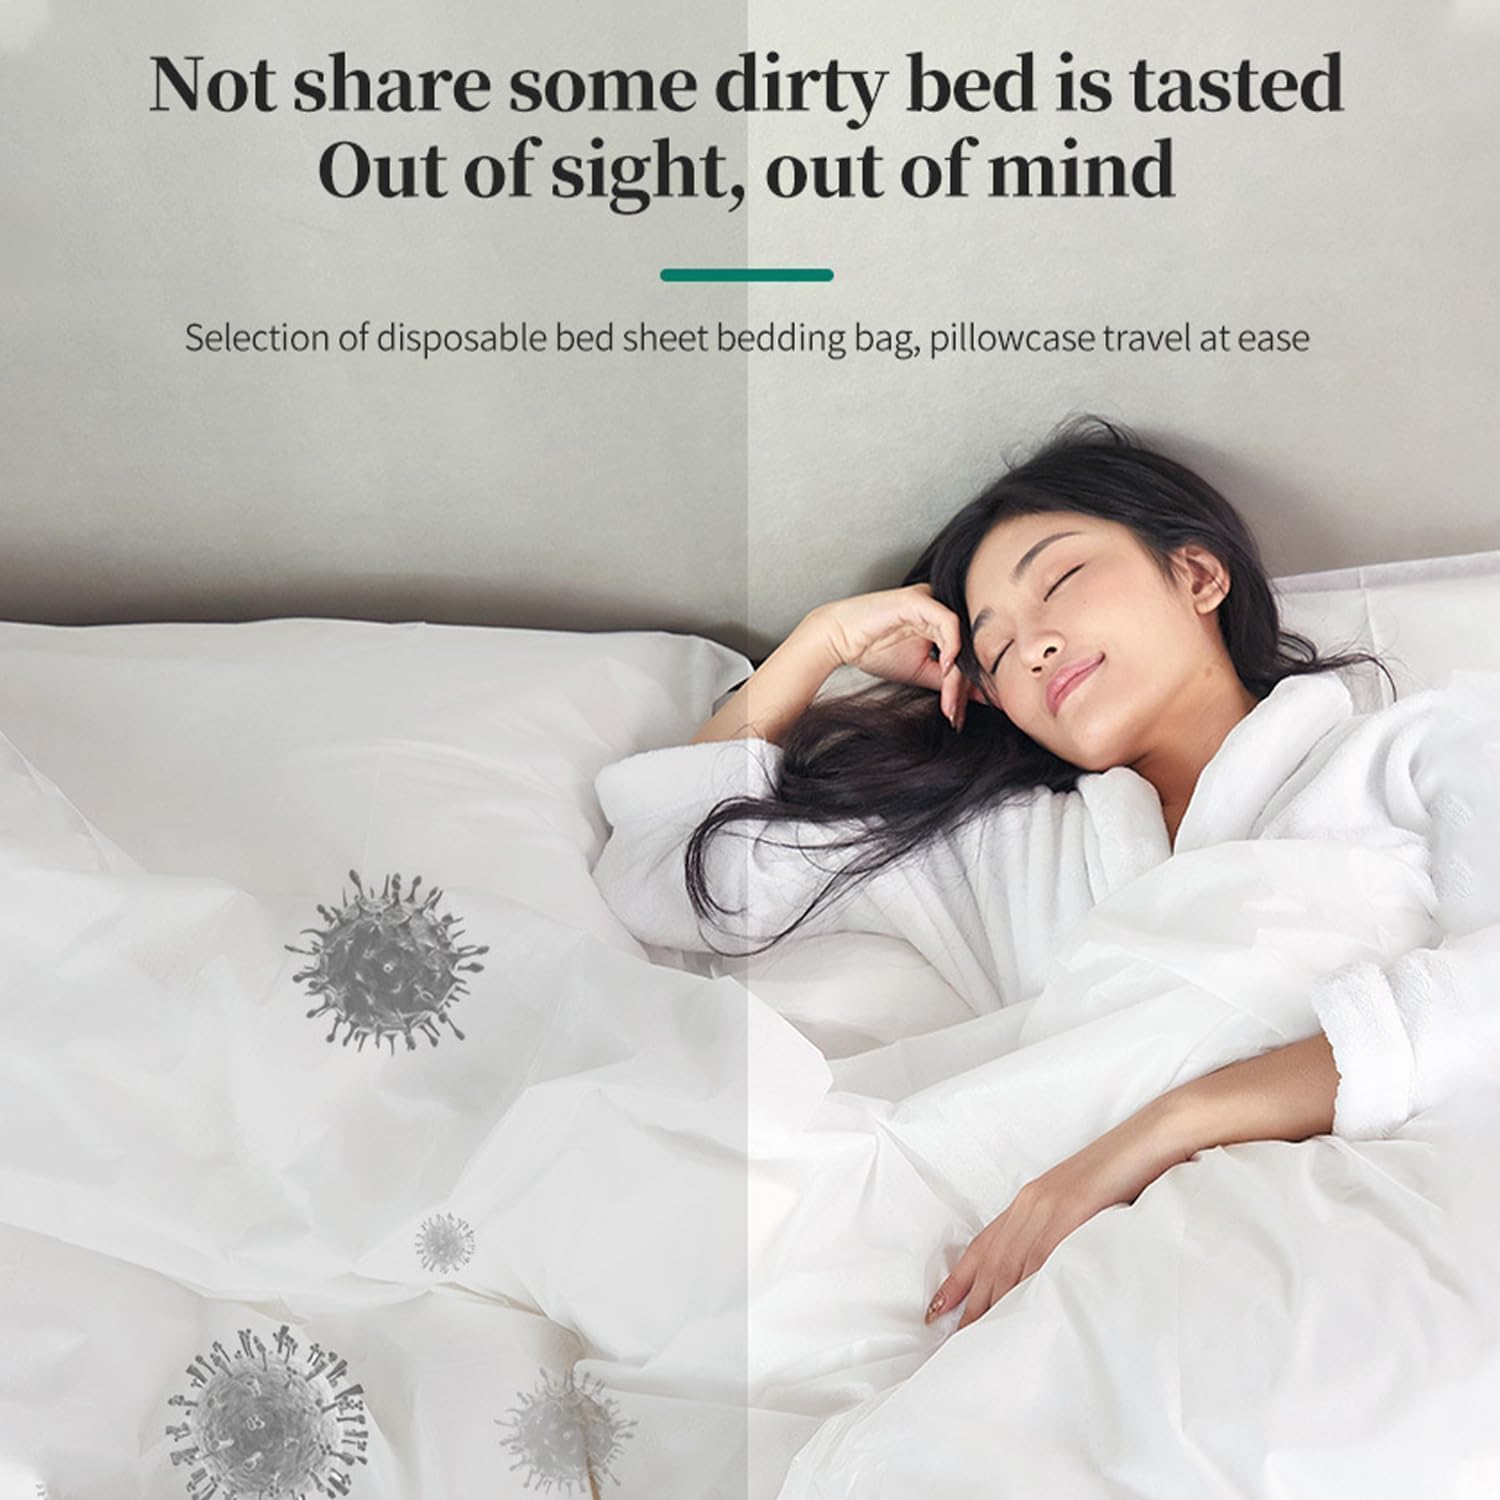 Not share some dirty bed is tasted
Out of sight, out of mind
Selection of disposable bed sheet bedding bag, pillowcase travel at ease